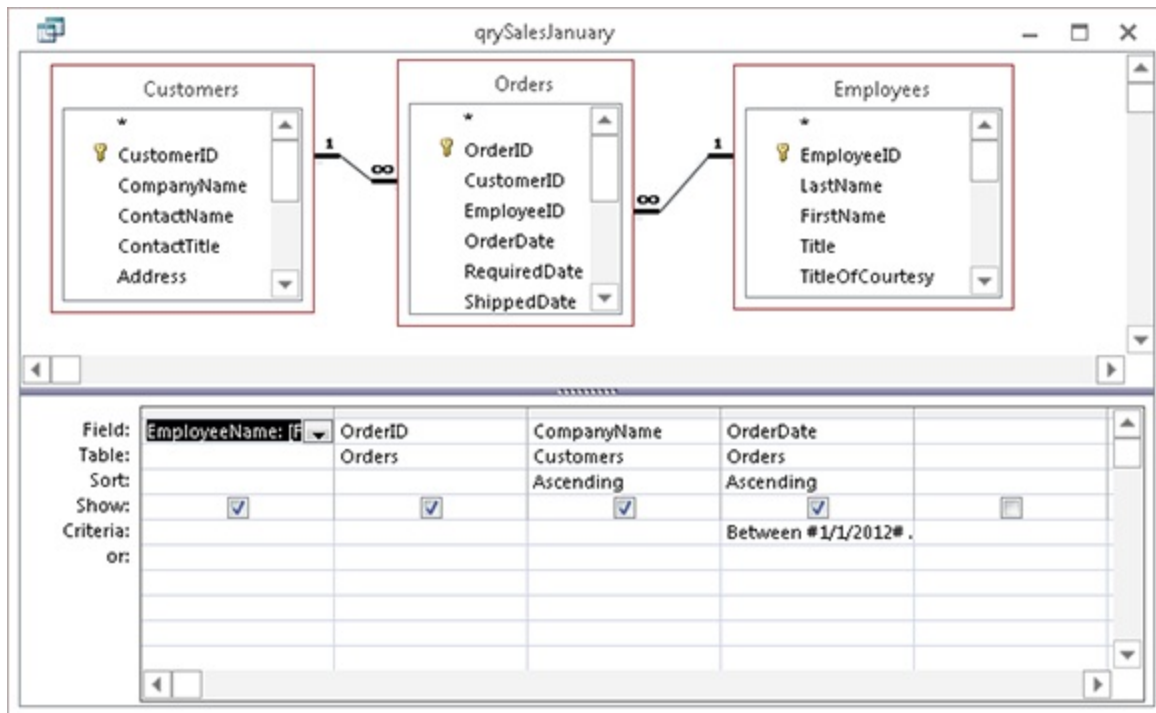 qrySalesJanuary
Customers
*
CustomerID
CompanyName
ContactName
ContactTitle
Address
1
∞
Orders
*
OrderID
CustomerID
EmployeeID
OrderDate
RequiredDate
ShippedDate
∞
1
Employees
*
EmployeeID
LastName
FirstName
Title
TitleOfCourtesy
Field: EmployeeName: [F OrderID CompanyName OrderDate
Table: Orders Customers Orders
Sort: Ascending Ascending
Show:
Criteria: Between #1/1/2012# .
or: